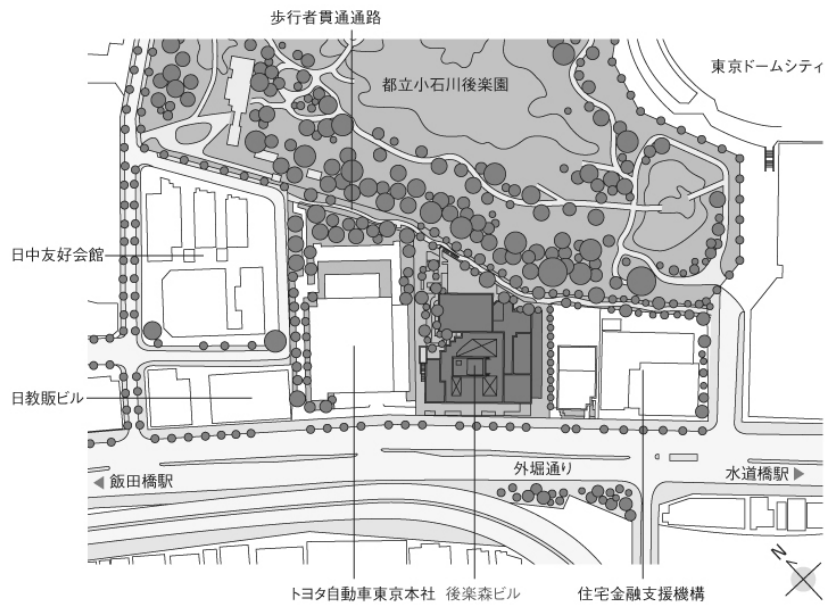 歩行者貫通通路
都立小石川後楽園
東京ドームシティ
日中友好会館
日教販ビル
外堀通り
◀ 飯田橋駅
水道橋駅 ▶
N
トヨタ自動車東京本社
後楽森ビル
住宅金融支援機構